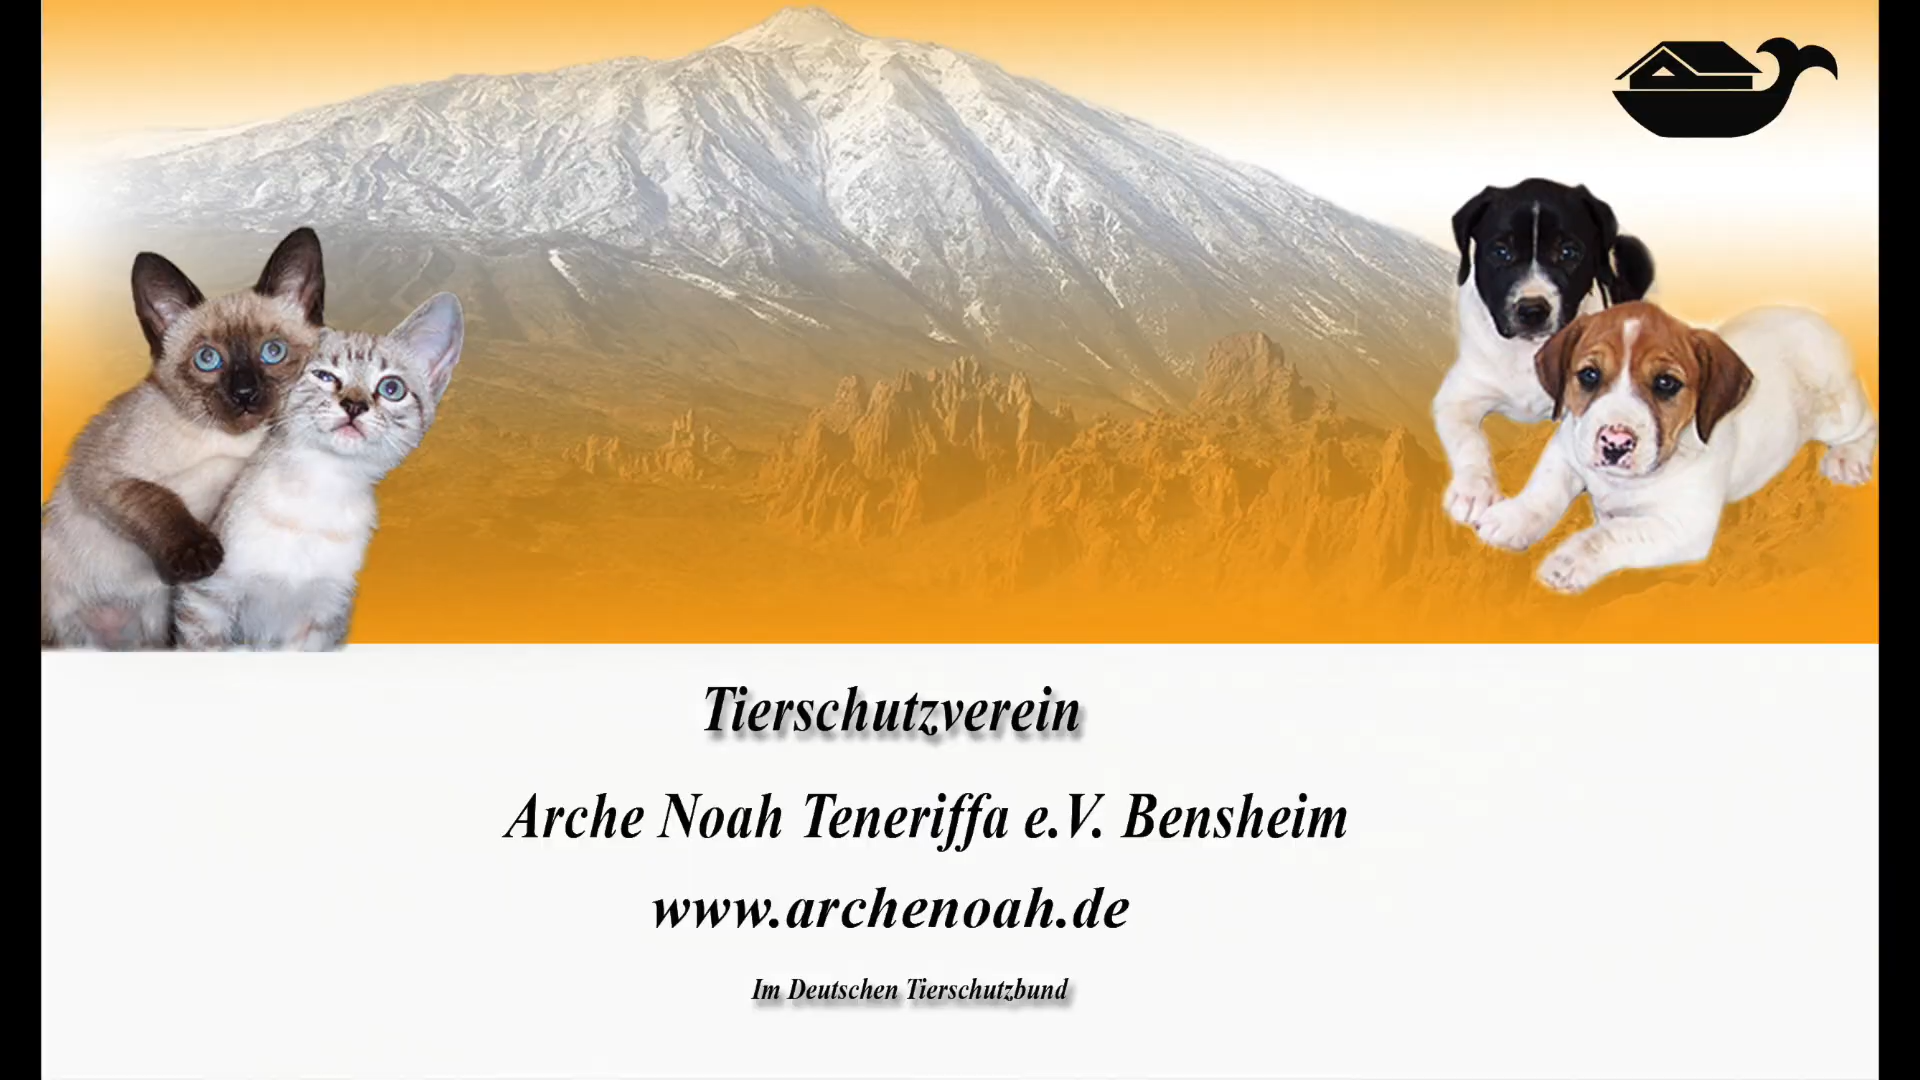 Tierschutzverein
Arche Noah Teneriffa e.V. Bensheim
www.archenoah.de
Im Deutschen Tierschutzbund